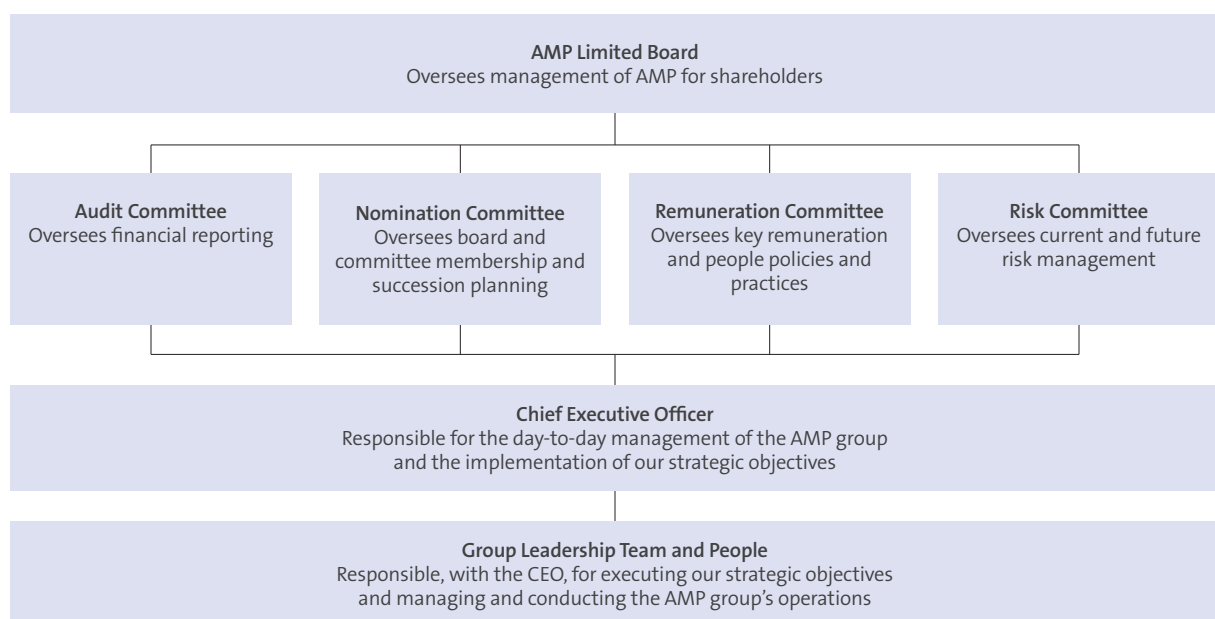 AMP Limited Board
Oversees management of AMP for shareholders
Audit Committee
Oversees financial reporting
Nomination Committee
Oversees board and
committee membership and
succession planning
Remuneration Committee
Oversees key remuneration
and people policies and
practices
Risk Committee
Oversees current and future
risk management
Chief Executive Officer
Responsible for the day-to-day management of the AMP group
and the implementation of our strategic objectives
Group Leadership Team and People
Responsible, with the CEO, for executing our strategic objectives
and managing and conducting the AMP group’s operations